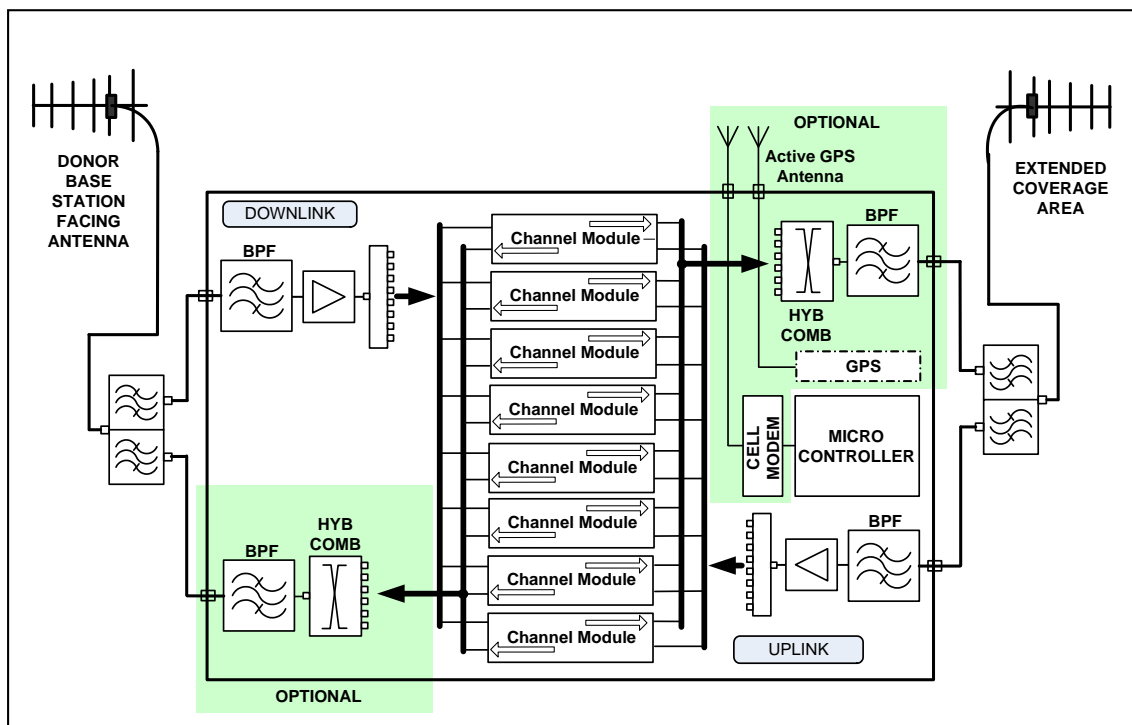 OPTIONAL
DONOR
BASE
STATION
FACING
ANTENNA
Active GPS
Antenna
EXTENDED
COVERAGE
AREA
DOWNLINK
BPF
Channel Module
BPF
HYB
COMB
Channel Module
Channel Module
GPS
Channel Module
CELL
MODEM
MICRO
CONTROLLER
Channel Module
HYB
COMB
BPF
Channel Module
BPF
Channel Module
Channel Module
UPLINK
OPTIONAL